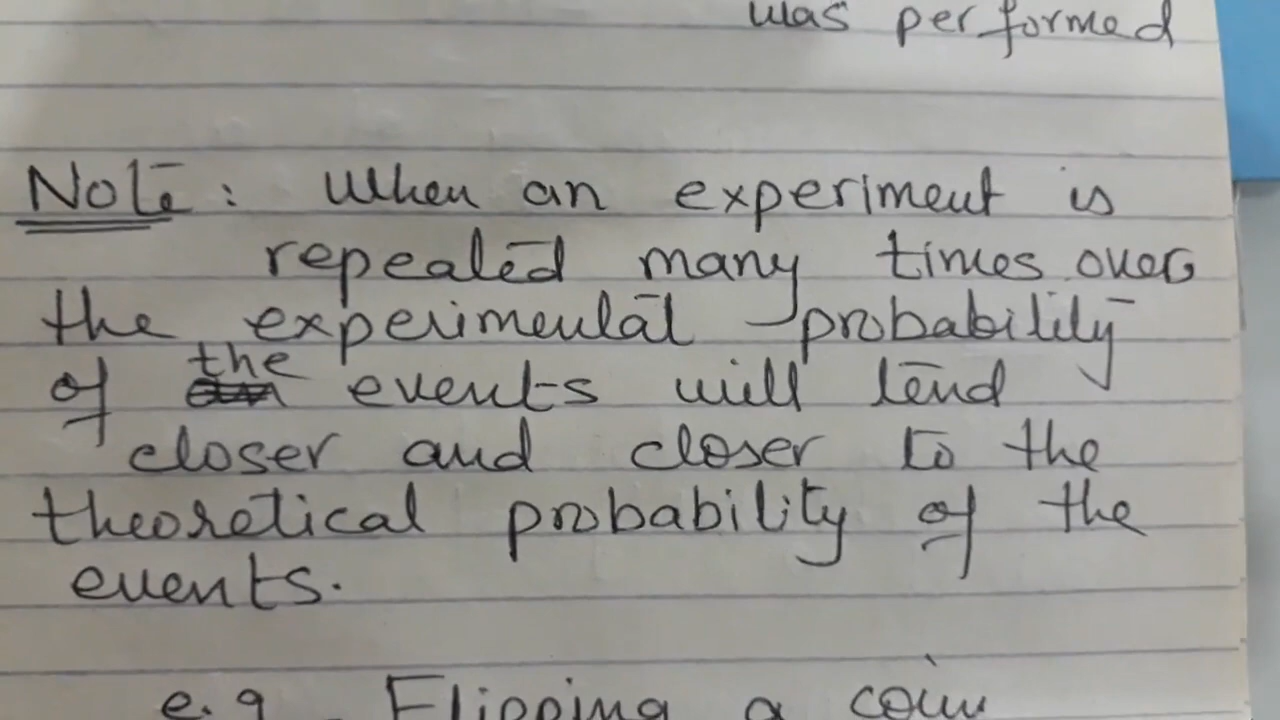 was performed
Note: When an experiment is
repeated many times over
the experimental probability
of the events will tend
closer and closer to the
theoretical probability of the
events.
e.g. Flipping a coin